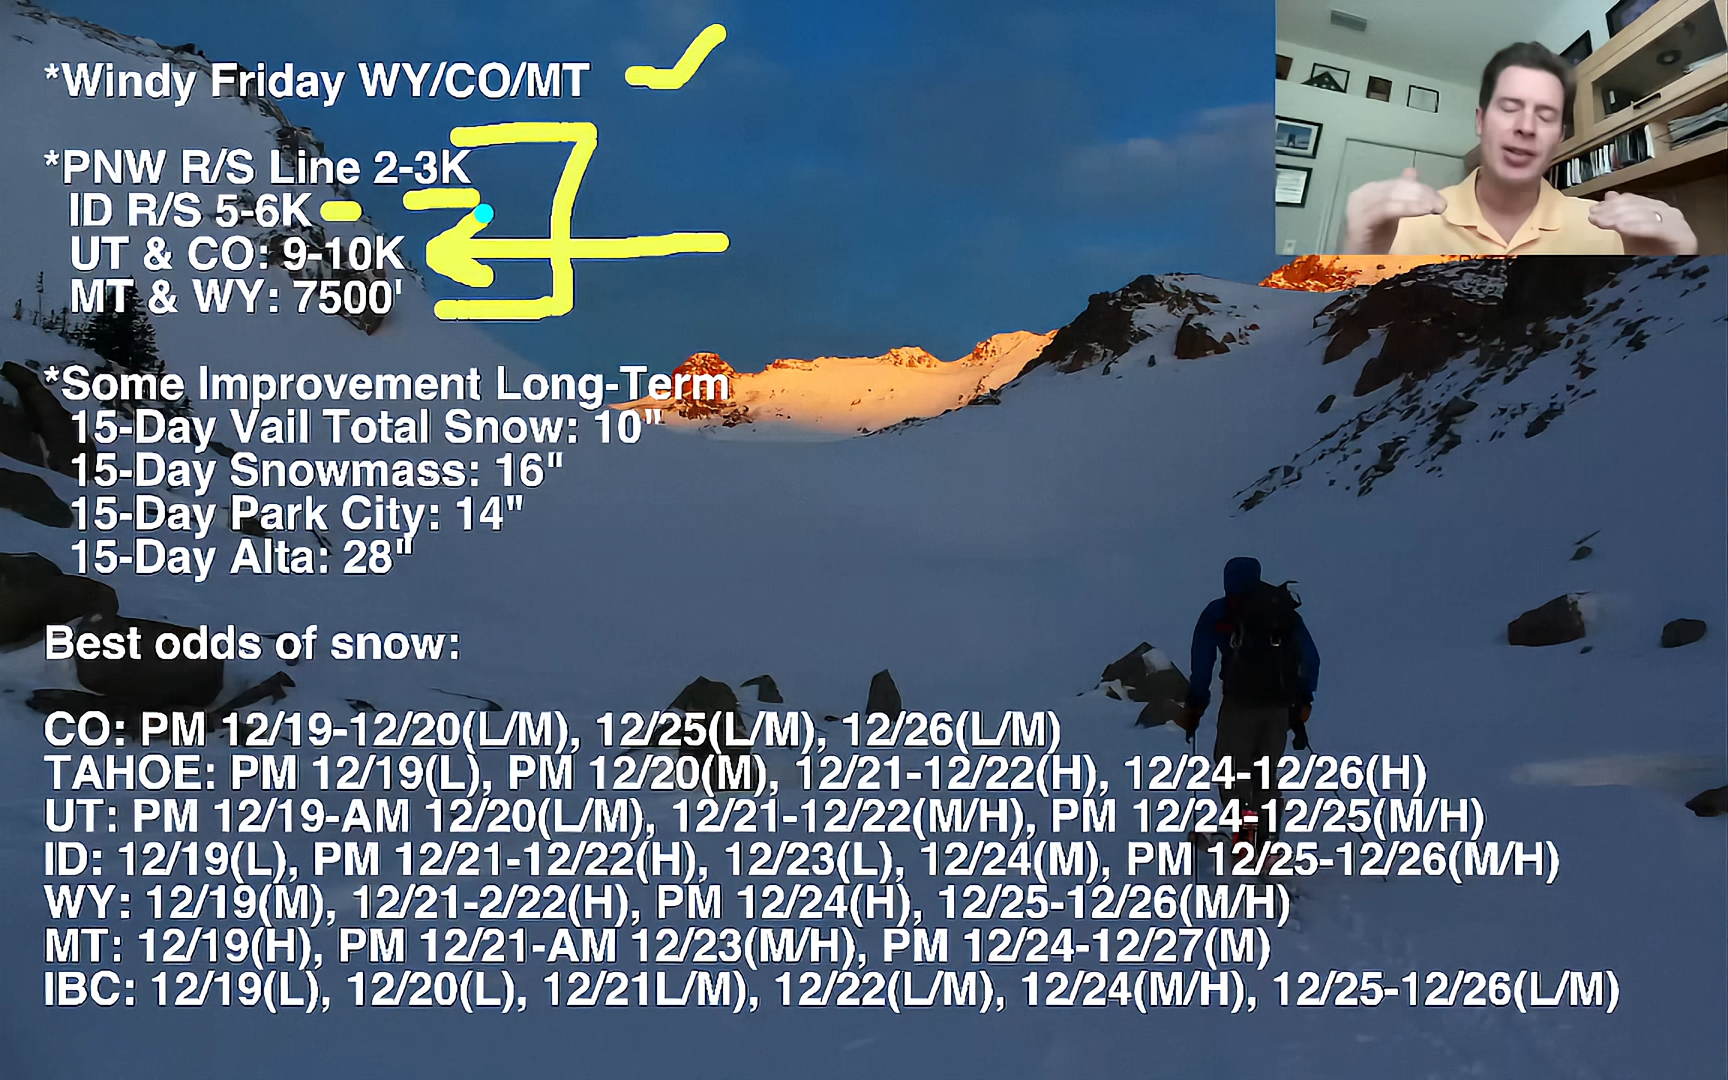 *Windy Friday WY/CO/MT
*PNW R/S Line 2-3K
ID R/S 5-6K
UT & CO: 9-10K
MT & WY: 7500'
*Some Improvement Long-Term
15-Day Vail Total Snow: 10"
15-Day Snowmass: 16"
15-Day Park City: 14"
15-Day Alta: 28"
Best odds of snow:
CO: PM 12/19-12/20(L/M), 12/25(L/M), 12/26(L/M)
TAHOE: PM 12/19(L), PM 12/20(M), 12/21-12/22(H), 12/24-12/26(H)
UT: PM 12/19-AM 12/20(L/M), 12/21-12/22(M/H), PM 12/24-12/25(M/H)
ID: 12/19(L), PM 12/21-12/22(H), 12/23(L), 12/24(M), PM 12/25-12/26(M/H)
WY: 12/19(M), 12/21-2/22(H), PM 12/24(H), 12/25-12/26(M/H)
MT: 12/19(H), PM 12/21-AM 12/23(M/H), PM 12/24-12/27(M)
IBC: 12/19(L), 12/20(L), 12/21L/M), 12/22(L/M), 12/24(M/H), 12/25-12/26(L/M)